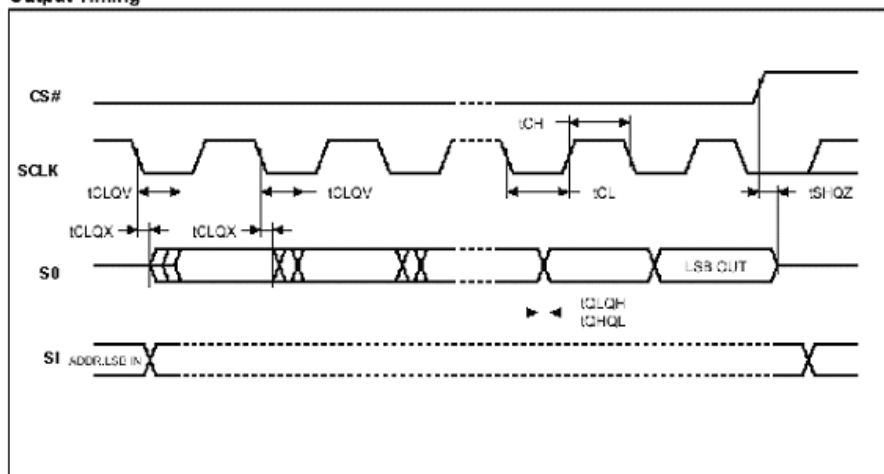 Output Timing
CS#
tCH
SCLK
tCLQV
tCLQV
tCL
tSHQZ
tCLQX
tCLQX
SO
LSB OUT
tQLQH
tQHQL
SI
ADDR.LSB IN